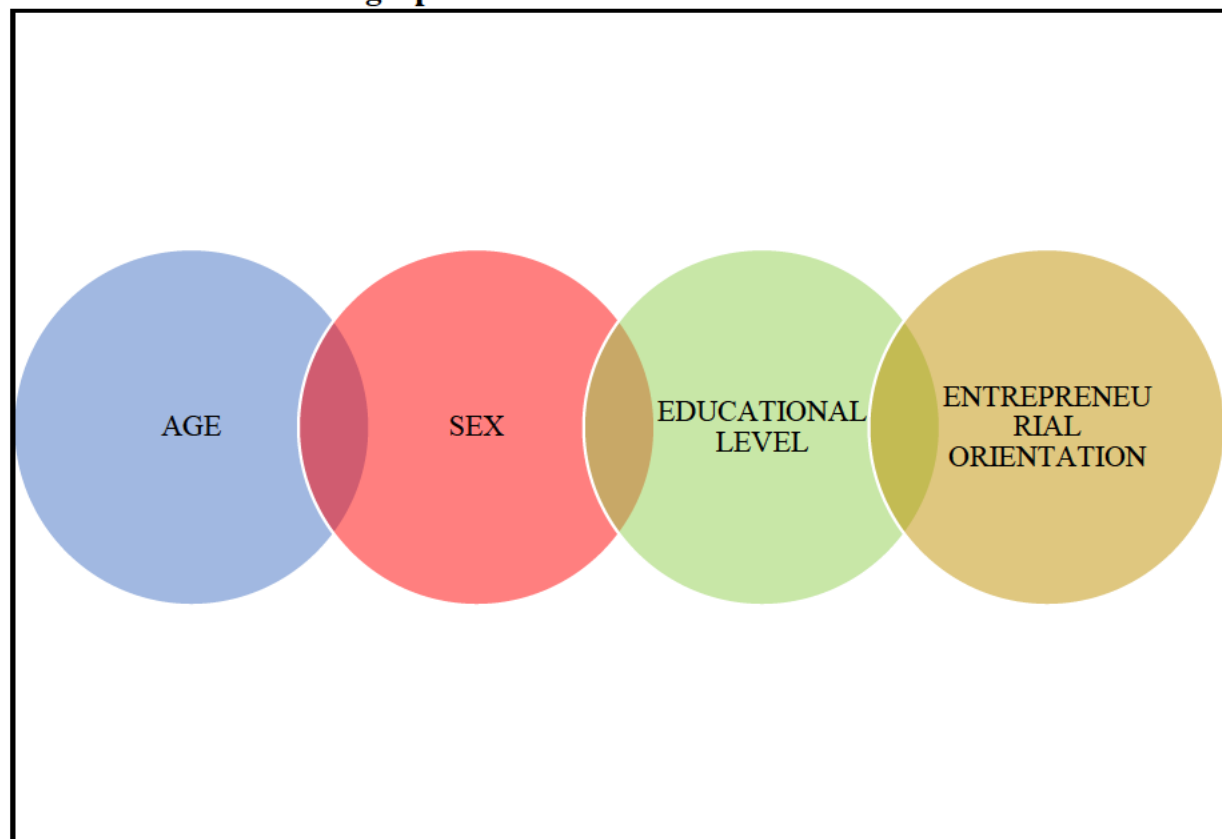 AGE
SEX
EDUCATIONAL
LEVEL
ENTREPRENEU
RIAL
ORIENTATION